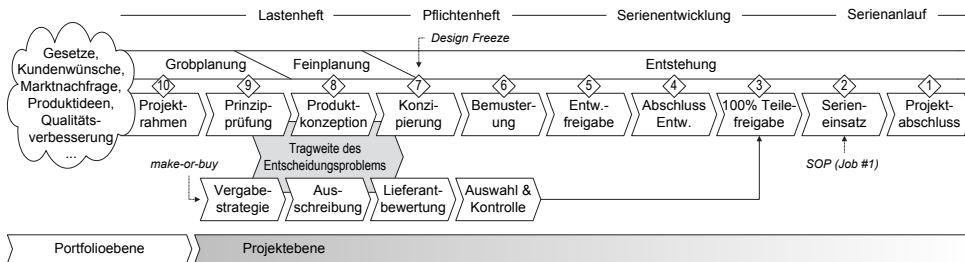 Lastenheft Pflichtenheft Serienentwicklung Serienanlauf
Design Freeze
Gesetze,
Kundenwünsche,
Marktnachfrage,
Produktideen,
Qualitäts-
verbesserung
...
Grobplanung Feinplanung Entstehung
10 9 8 7 6 5 4 3 2 1
Projekt-
rahmen
Prinzip-
prüfung
Produkt-
konzeption
Konzi-
pierung
Bemuster-
ung
Entw.-
freigabe
Abschluss
Entw.
100% Teile-
freigabe
Serien-
einsatz
Projekt-
abschluss
Tragweite des
Entscheidungsproblems
make-or-buy
SOP (Job #1)
Vergabe-
strategie
Aus-
schreibung
Lieferant-
bewertung
Auswahl &
Kontrolle
Portfolioebene Projektebene